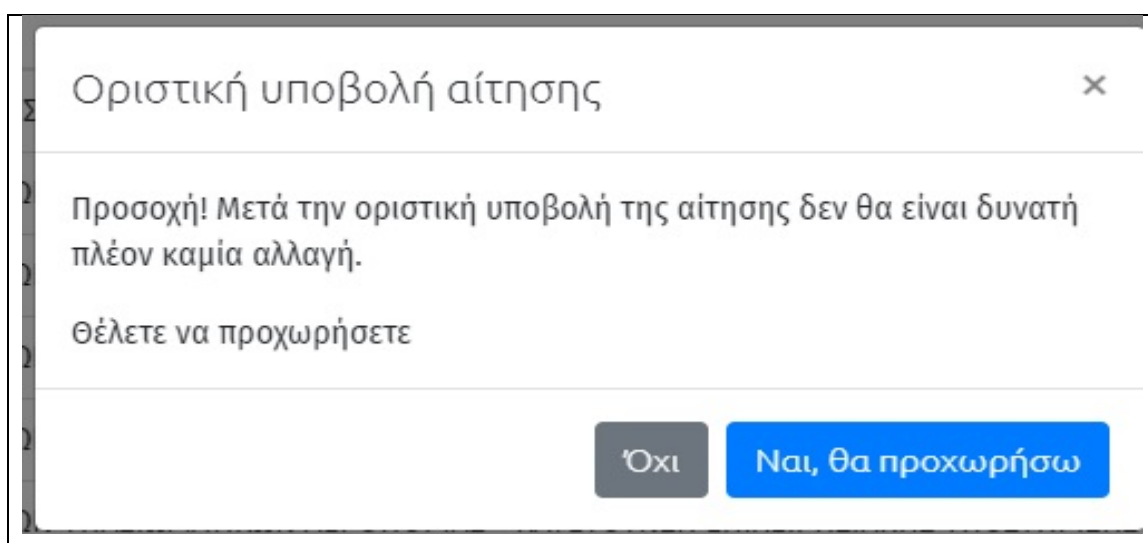 Οριστική υποβολή αίτησης
×
Προσοχή! Μετά την οριστική υποβολή της αίτησης δεν θα είναι δυνατή
πλέον καμία αλλαγή.
Θέλετε να προχωρήσετε
Όχι
Ναι, θα προχωρήσω